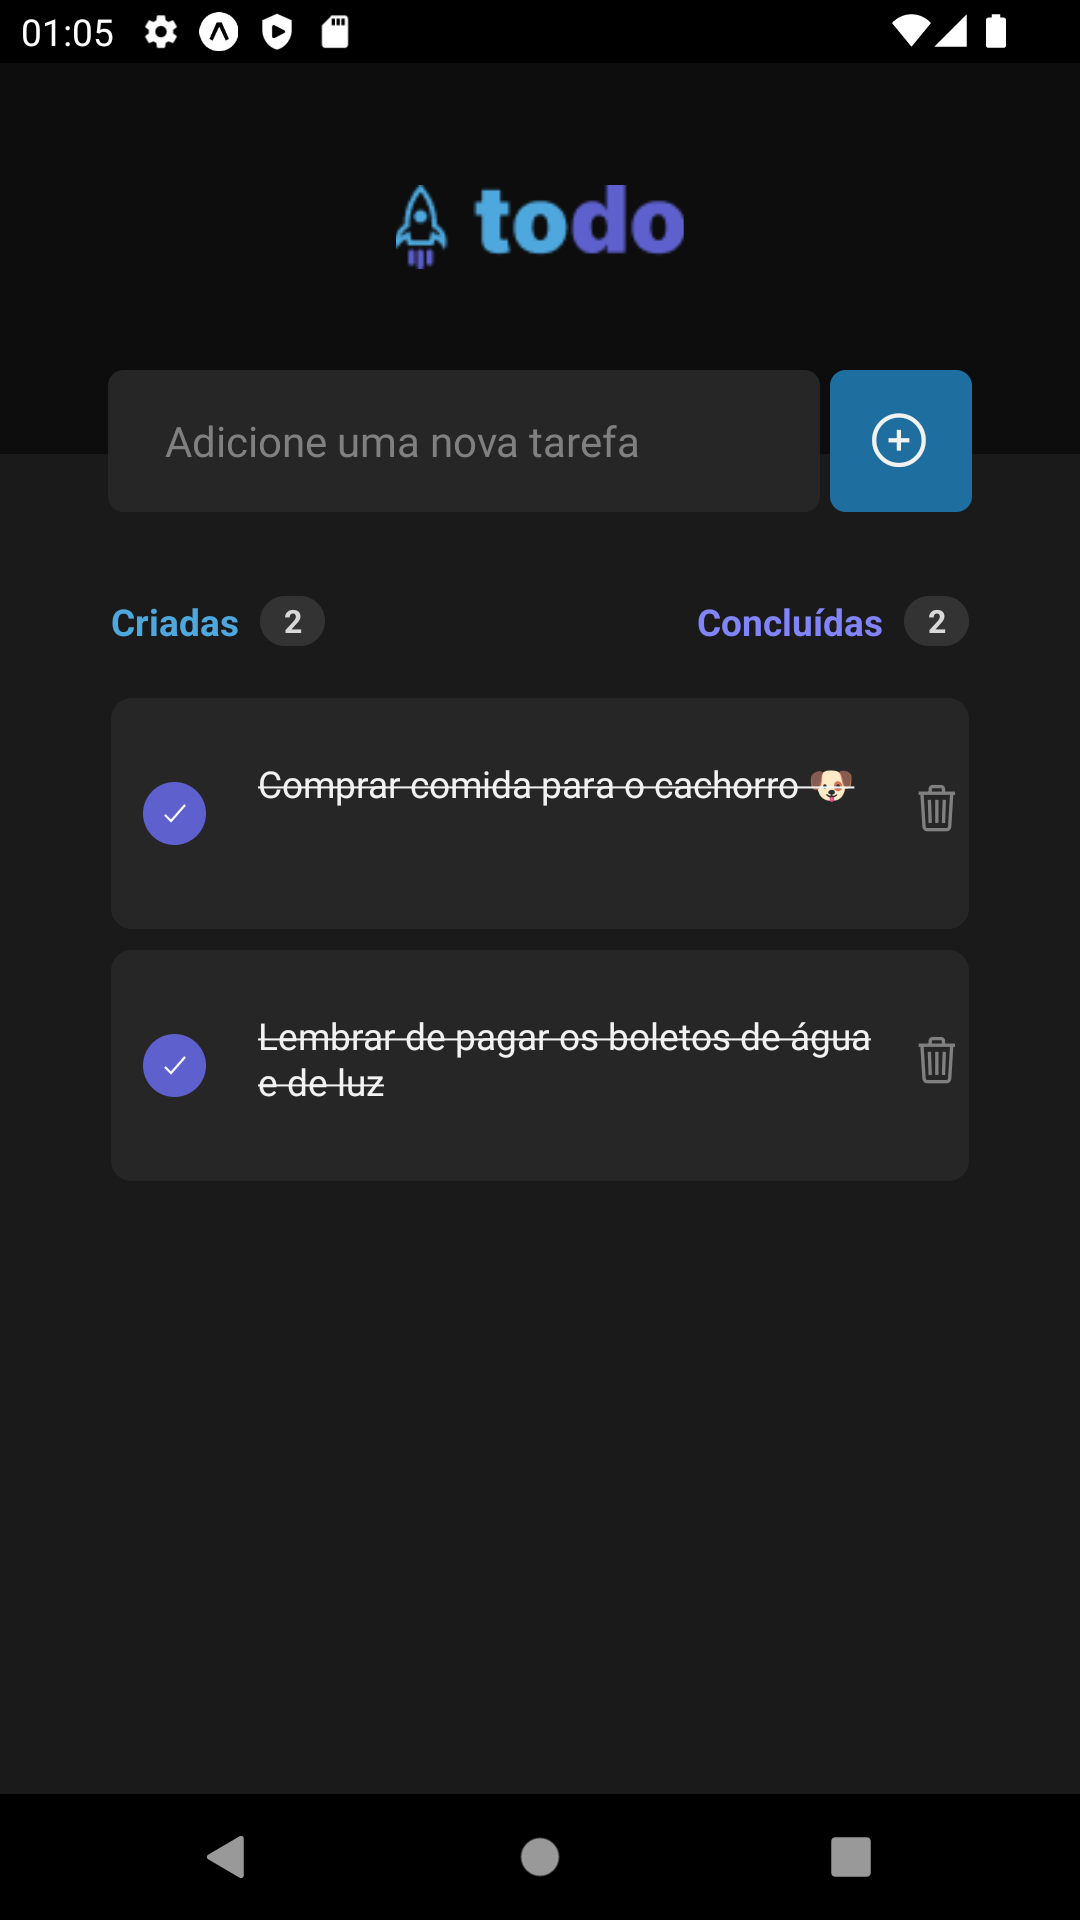 01:05
todo
Adicione uma nova tarefa
Criadas 2
Concluídas 2
Comprar comida para o cachorro 🐶
Lembrar de pagar os boletos de água
e de luz